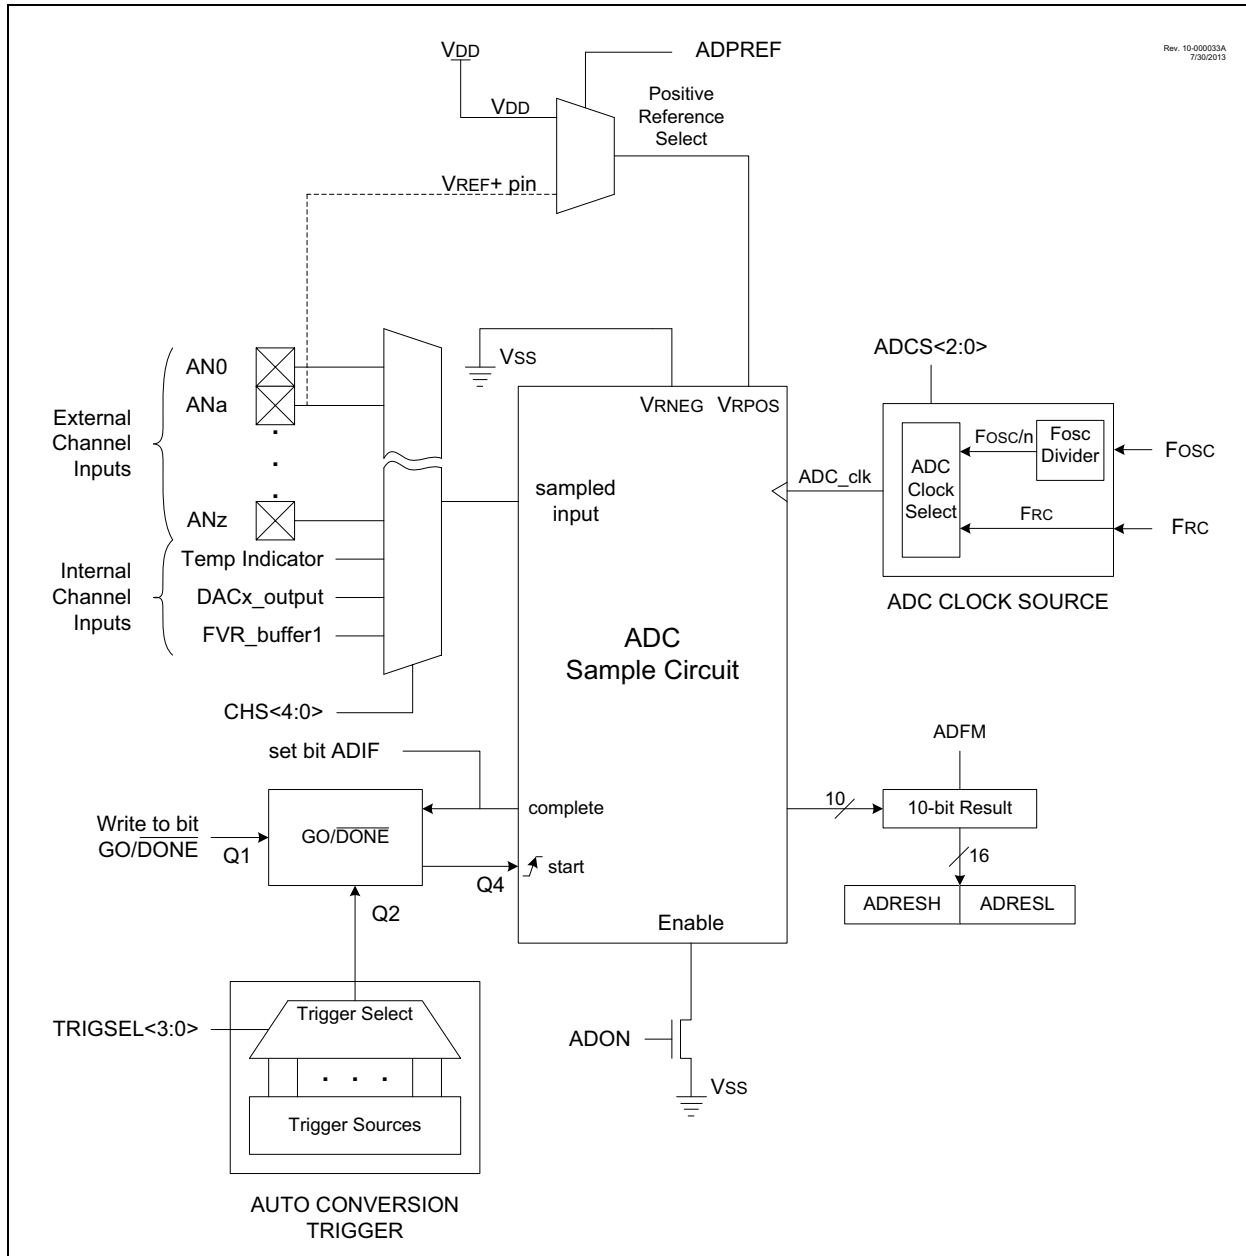 Rev. 10-000033A
7/30/2013
VDD
ADPREF
VDD
Positive
Reference
Select
VREF+ pin
VSS
ADCS<2:0>
AN0
ANa
External
Channel
Inputs
.
.
.
ANz
Internal
Channel
Inputs
Temp Indicator
DACx_output
FVR_buffer1
CHS<4:0>
VRNEG VRPOS
sampled
input
ADC_clk
ADC
Clock
Select
FOSC/n
Fosc
Divider
FOSC
FRC
FRC
ADC CLOCK SOURCE
ADC
Sample Circuit
set bit ADIF
complete
Write to bit
GO/DONE
Q1
GO/DONE
Q4
start
Q2
10
ADFM
10-bit Result
16
ADRESH ADRESL
Enable
ADON
VSS
TRIGSEL<3:0>
Trigger Select
. . .
Trigger Sources
AUTO CONVERSION
TRIGGER